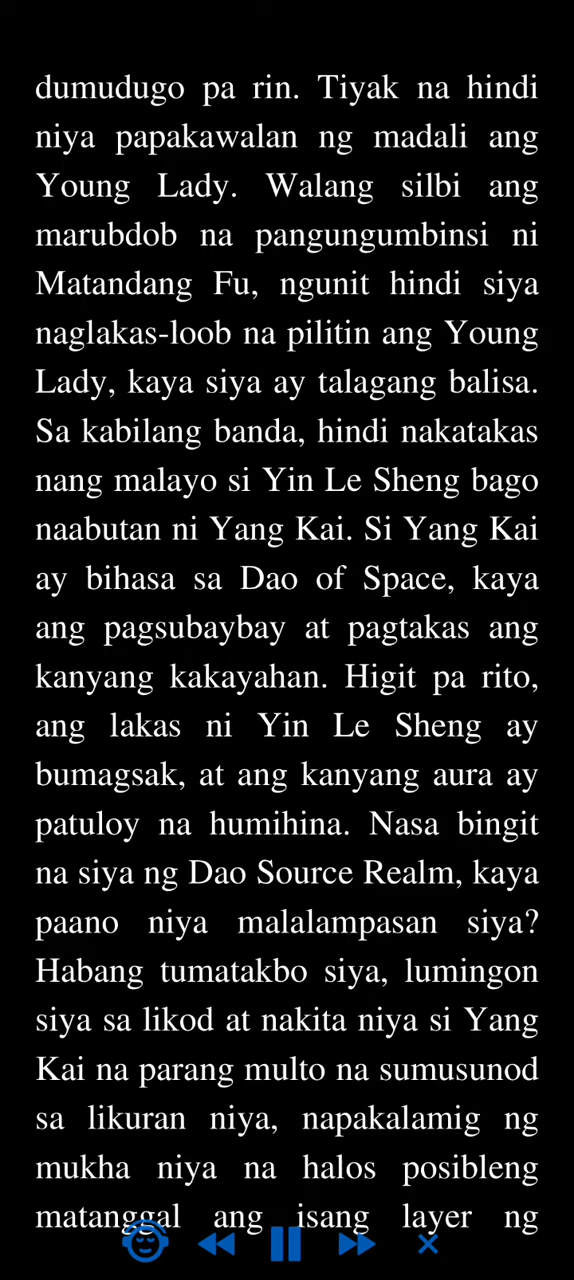 dumudugo pa rin. Tiyak na hindi
niya papakawalan ng madali ang
Young Lady. Walang silbi ang
marubdob na pangungumbinsi ni
Matandang Fu, ngunit hindi siya
naglakas-loob na pilitin ang Young
Lady, kaya siya ay talagang balisa.
Sa kabilang banda, hindi nakatakas
nang malayo si Yin Le Sheng bago
naabutan ni Yang Kai. Si Yang Kai
ay bihasa sa Dao of Space, kaya
ang pagsubaybay at pagtakas ang
kanyang kakayahan. Higit pa rito,
ang lakas ni Yin Le Sheng ay
bumagsak, at ang kanyang aura ay
patuloy na humihina. Nasa bingit
na siya ng Dao Source Realm, kaya
paano niya malalampasan siya?
Habang tumatakbo siya, lumingon
siya sa likod at nakita niya si Yang
Kai na parang multo na sumusunod
sa likuran niya, napakalamig ng
mukha niya na halos posibleng
matanggal ang isang layer ng